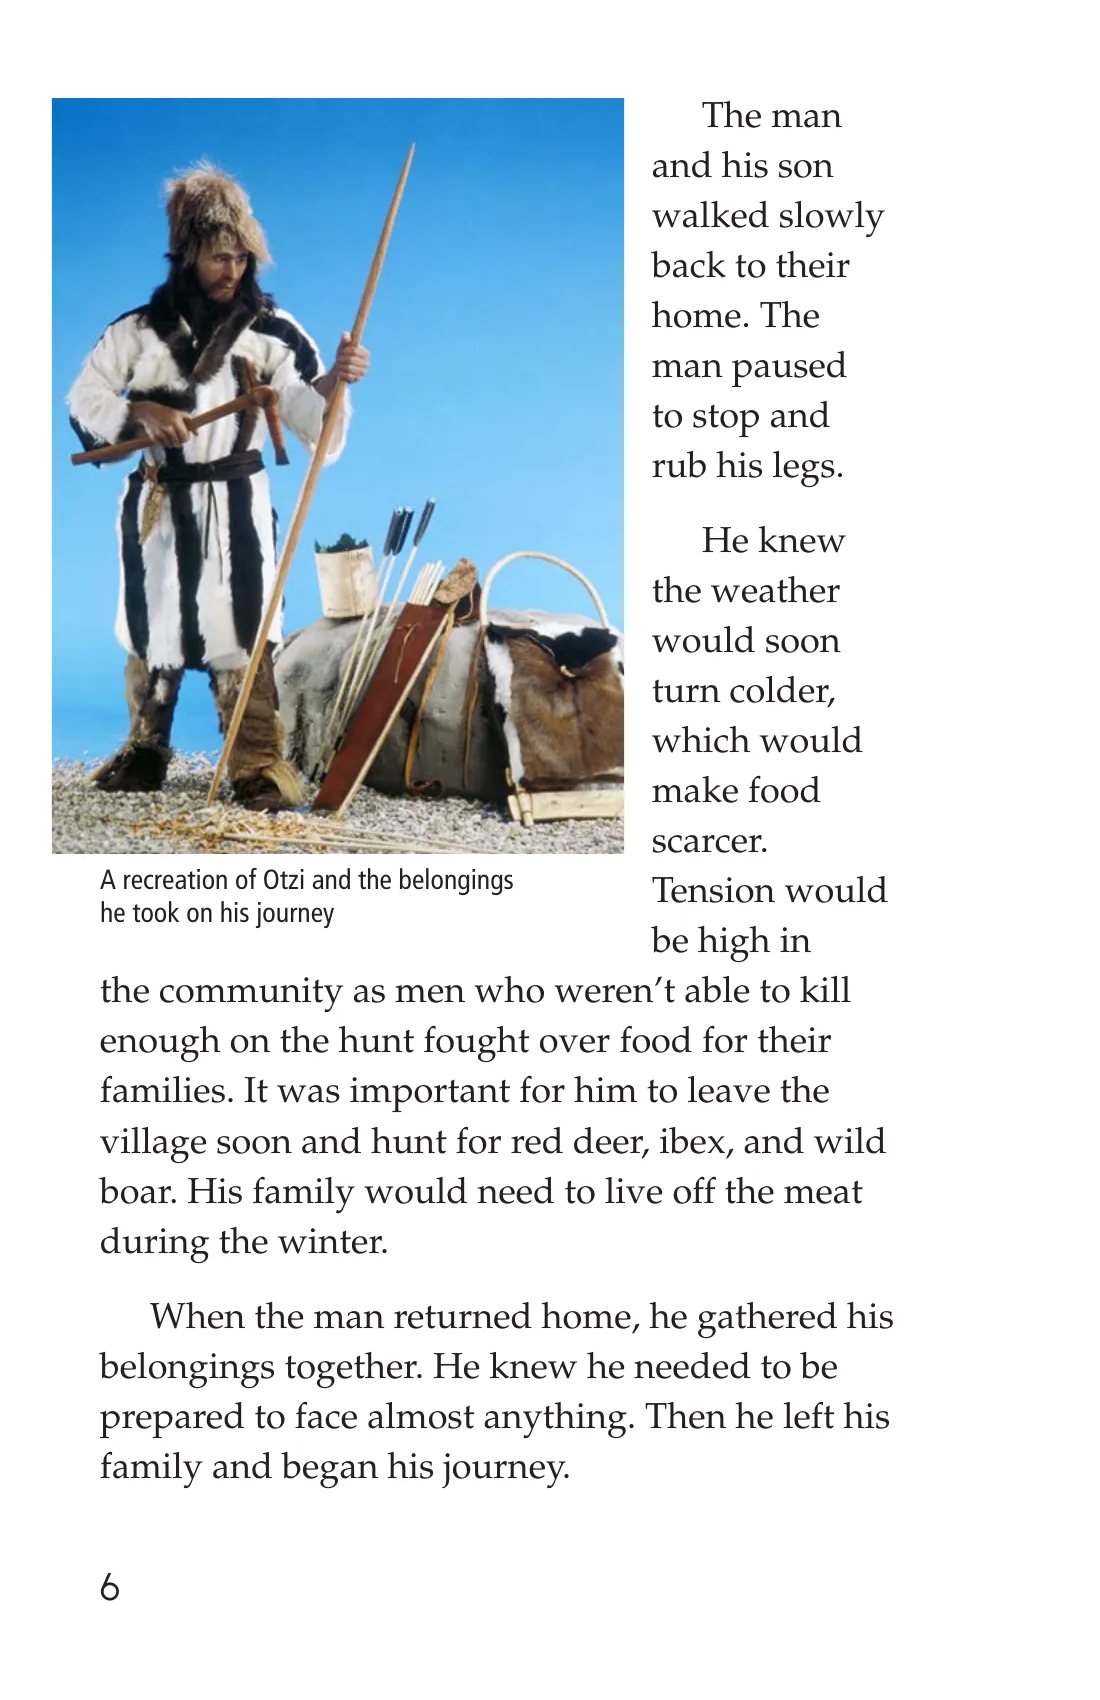 The man
and his son
walked slowly
back to their
home. The
man paused
to stop and
rub his legs.
He knew
the weather
would soon
turn colder,
which would
make food
scarcer.
Tension would
be high in
the community as men who weren’t able to kill
enough on the hunt fought over food for their
families. It was important for him to leave the
village soon and hunt for red deer, ibex, and wild
boar. His family would need to live off the meat
during the winter.
When the man returned home, he gathered his
belongings together. He knew he needed to be
prepared to face almost anything. Then he left his
family and began his journey.
A recreation of Otzi and the belongings
he took on his journey
6